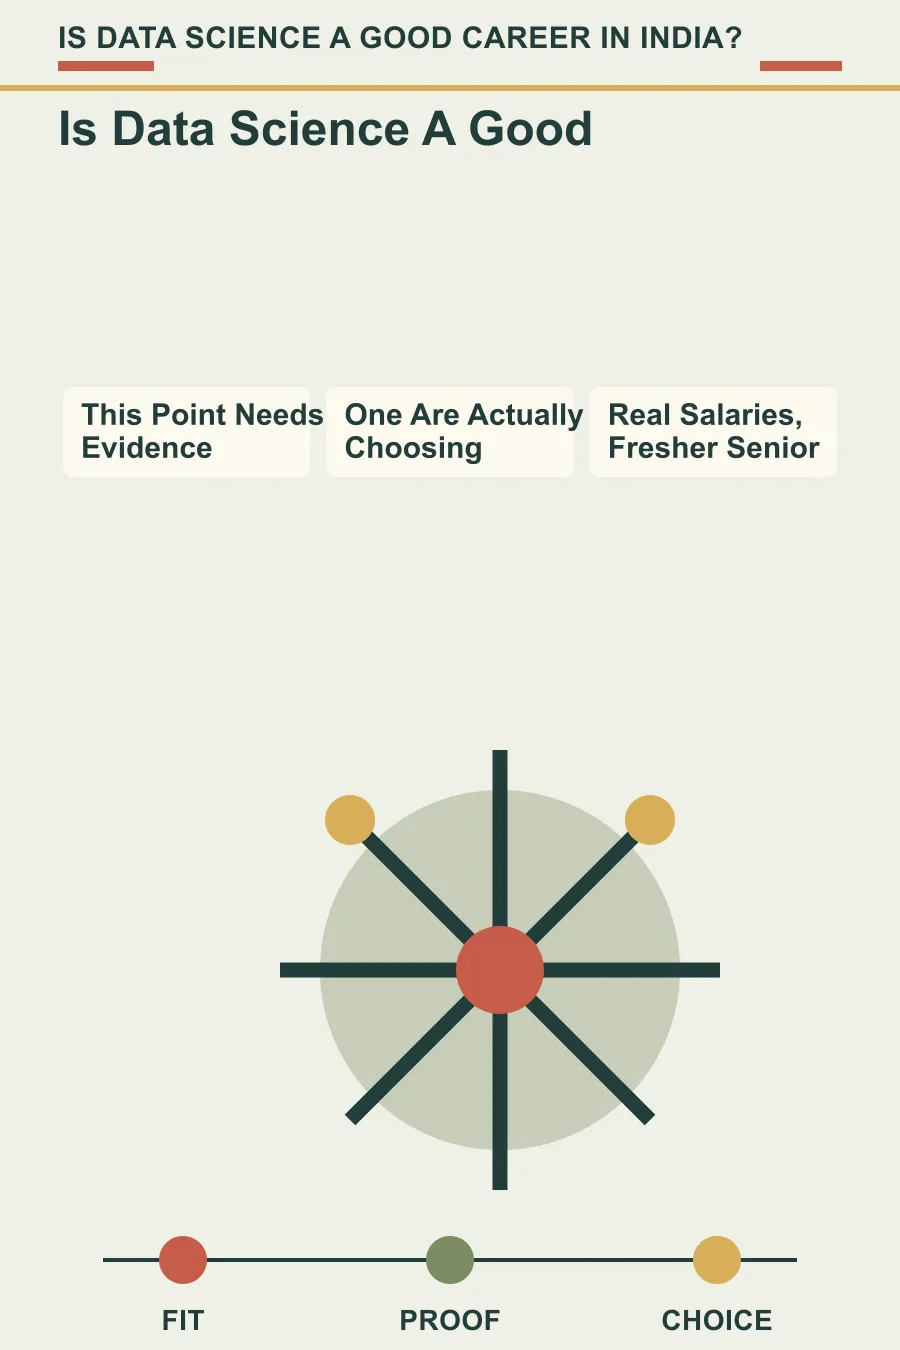 IS DATA SCIENCE A GOOD CAREER IN INDIA?
Is Data Science A Good
This Point Needs
Evidence
One Are Actually
Choosing
Real Salaries,
Fresher Senior
FIT
PROOF
CHOICE